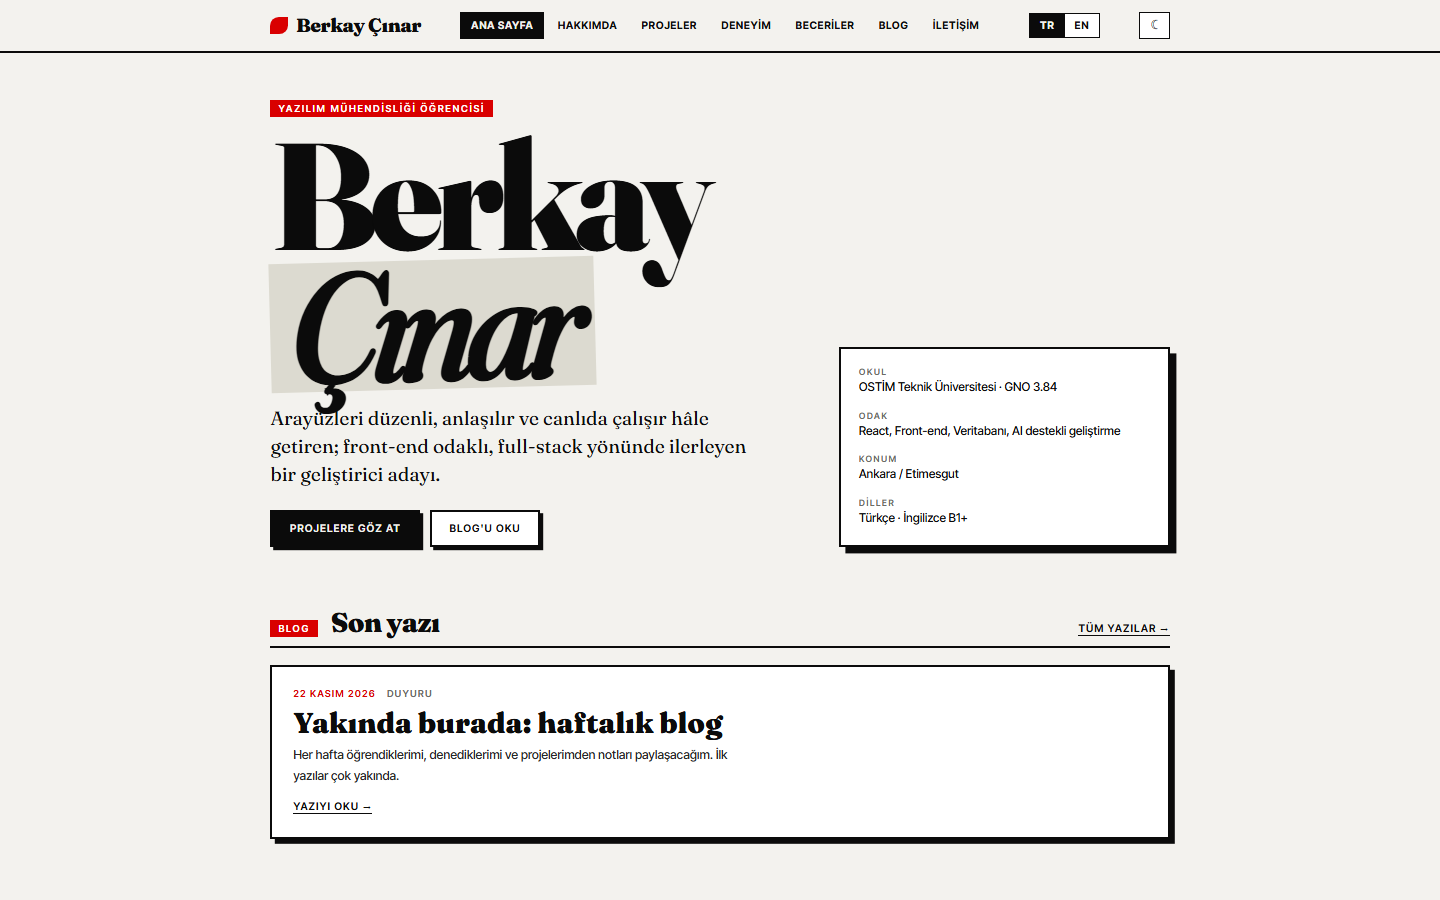 Berkay Çınar
ANA SAYFA HAKKIMDA PROJELER DENEYİM BECERİLER BLOG İLETİŞİM
TR EN
YAZILIM MÜHENDİSLİĞİ ÖĞRENCİSİ
Berkay
Çınar
Arayüzleri düzenli, anlaşılır ve canlıda çalışır hâle
getiren; front-end odaklı, full-stack yönünde ilerleyen
bir geliştirici adayı.
PROJELERE GÖZ AT
BLOG'U OKU
OKUL
OSTİM Teknik Üniversitesi · GNO 3.84
ODAK
React, Front-end, Veritabanı, AI destekli geliştirme
KONUM
Ankara / Etimesgut
DİLLER
Türkçe · İngilizce B1+
BLOG Son yazı
TÜM YAZILAR →
22 KASIM 2026 DUYURU
Yakında burada: haftalık blog
Her hafta öğrendiklerimi, denediklerimi ve projelerimden notları paylaşacağım. İlk
yazılar çok yakında.
YAZIYI OKU →